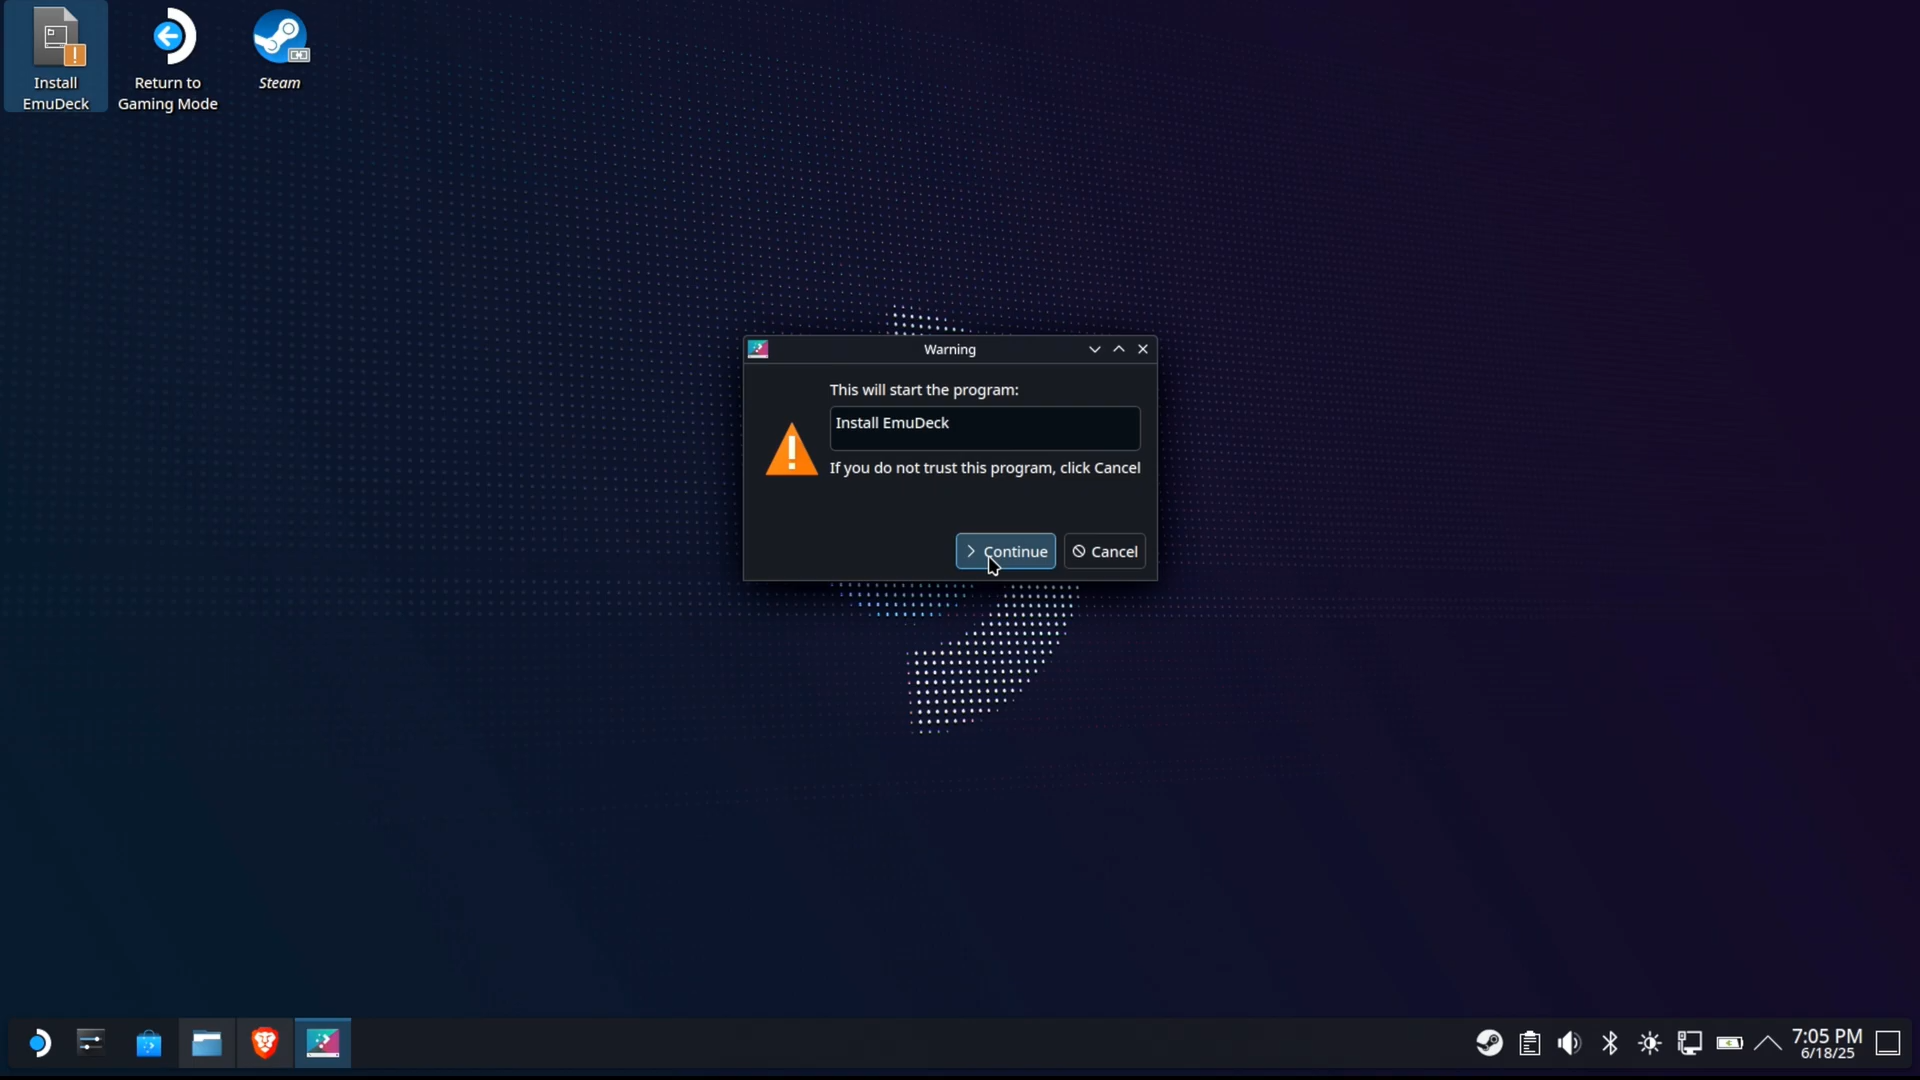 Install
EmuDeck
Return to
Gaming Mode
Steam
Warning
This will start the program:
Install EmuDeck
If you do not trust this program, click Cancel
Continue
Cancel
7:05 PM
6/18/25